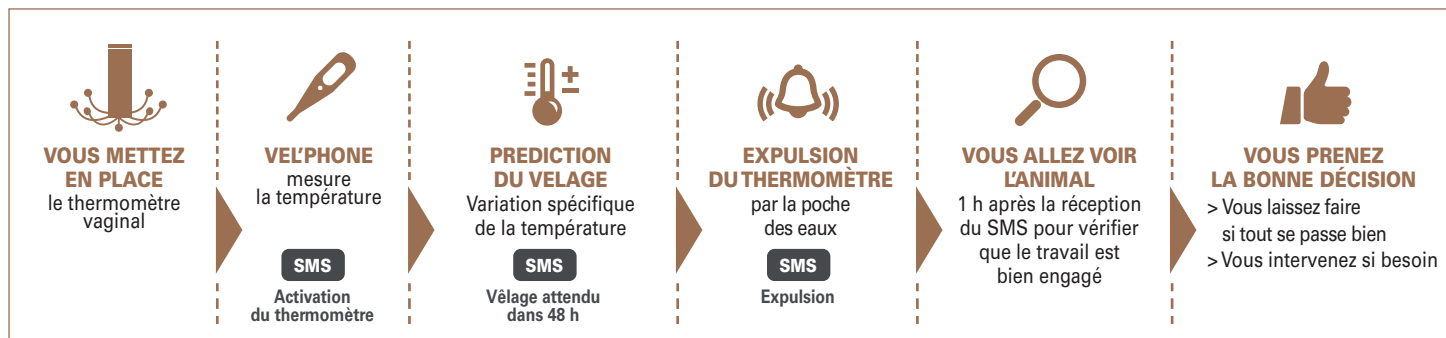 VOUS METTEZ
EN PLACE
le thermomètre
vaginal
VEL’PHONE
mesure
la température
SMS
Activation
du thermomètre
PREDICTION
DU VELAGE
Variation spécifique
de la température
SMS
Vêlage attendu
dans 48 h
EXPULSION
DU THERMOMÈTRE
par la poche
des eaux
SMS
Expulsion
VOUS ALLEZ VOIR
L’ANIMAL
1 h après la réception
du SMS pour vérifier
que le travail est
bien engagé
VOUS PRENEZ
LA BONNE DÉCISION
> Vous laissez faire
si tout se passe bien
> Vous intervenez si besoin